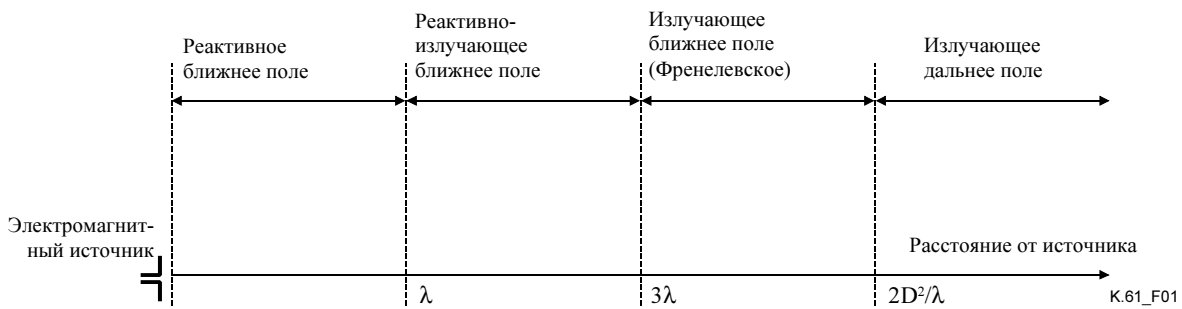 Реактивное
ближнее поле
Реактивно-
излучающее
ближнее поле
Излучающее
ближнее поле
(Френелевское)
Излучающее
дальнее поле
Электромагнит-
ный источник
Расстояние от источника
λ
3λ
2D²/λ
K.61_F01